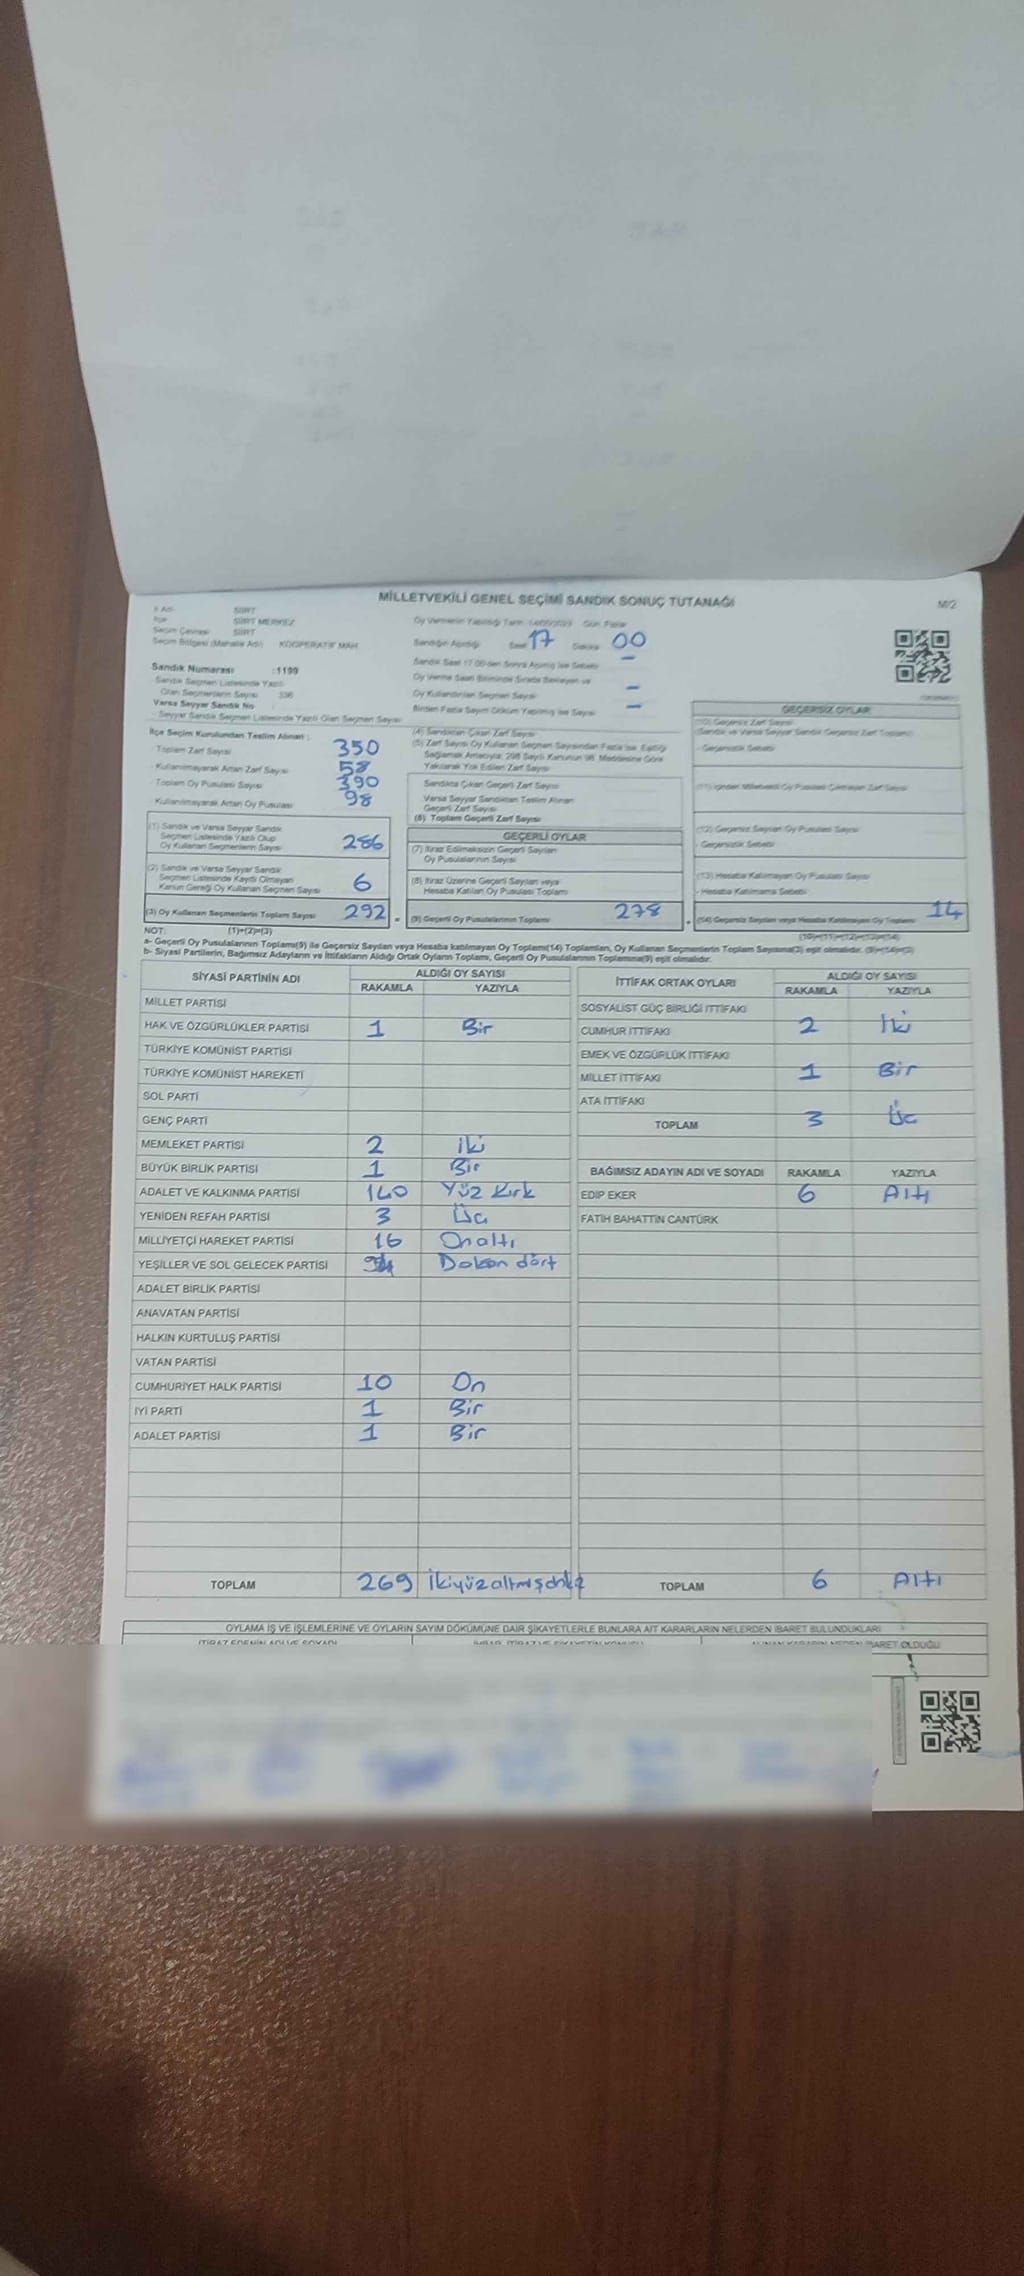 MİLLETVEKİLİ GENEL SEÇİMİ SANDIK SONUÇ TUTANAĞI
M/2
İl Adı SİİRT
İlçe SİİRT MERKEZ
Seçim Çevresi SİİRT
Seçim Bölgesi (Mahalle Adı) KOOPERATİF MAH.
Sandık Numarası :1199
Sandık Seçmen Listesinde Yazılı
Olan Seçmenlerin Sayısı 336
Varsa Seyyar Sandık No
Seyyar Sandık Seçmen Listesinde Yazılı Olan Seçmen Sayısı
Oy Vermenin Yapıldığı Tarih 14/05/2023 Gün Pazar
Sandığın Açıldığı Saat 17 Dakika 00
Sandık Saat 17.00'den Sonra Açılmış ise Sebebi –
Oy Verme Saati Bitiminde Sırada Bekleyen ve
Oy Kullandırılan Seçmen Sayısı –
Birden Fazla Sayım Döküm Yapılmış ise Sayısı –
İlçe Seçim Kurulundan Teslim Alınan :
Toplam Zarf Sayısı 350
Kullanılmayarak Artan Zarf Sayısı 58
Toplam Oy Pusulası Sayısı 390
Kullanılmayarak Artan Oy Pusulası 98
(1) Sandık ve Varsa Seyyar Sandık
Seçmen Listesinde Yazılı Olup
Oy Kullanan Seçmenlerin Sayısı 286
(2) Sandık ve Varsa Seyyar Sandık
Seçmen Listesinde Kaydı Olmayan
Kanun Gereği Oy Kullanan Seçmen Sayısı 6
(3) Oy Kullanan Seçmenlerin Toplam Sayısı 292 =
(4) Sandıktan Çıkan Zarf Sayısı
(5) Zarf Sayısı Oy Kullanan Seçmen Sayısından Fazla ise, Eşitliği
Sağlamak Amacıyla, 298 Sayılı Kanunun 98. Maddesine Göre
Yakılarak Yok Edilen Zarf Sayısı
Sandıkta Çıkan Geçerli Zarf Sayısı
Varsa Seyyar Sandıktan Teslim Alınan
Geçerli Zarf Sayısı
(6) Toplam Geçerli Zarf Sayısı
GEÇERLİ OYLAR
(7) İtiraz Edilmeksizin Geçerli Sayılan
Oy Pusulalarının Sayısı
(8) İtiraz Üzerine Geçerli Sayılan veya
Hesaba Katılan Oy Pusulası Toplamı
(9) Geçerli Oy Pusulalarının Toplamı 278
GEÇERSİZ OYLAR
(10) Geçersiz Zarf Sayısı
(Sandık ve Varsa Seyyar Sandık Geçersiz Zarf Toplamı)
- Geçersizlik Sebebi
(11) İçinden Milletvekili Oy Pusulası Çıkmayan Zarf Sayısı
(12) Geçersiz Sayılan Oy Pusulası Sayısı
- Geçersizlik Sebebi
(13) Hesaba Katılmayan Oy Pusulası Sayısı
- Hesaba Katılmama Sebebi
(14) Geçersiz Sayılan veya Hesaba Katılmayan Oy Toplamı 14
NOT: (1)+(2)=(3) (10)+(11)+(12)+(13)=(14)
a- Geçerli Oy Pusulalarının Toplamı(9) ile Geçersiz Sayılan veya Hesaba katılmayan Oy Toplamı(14) Toplamları, Oy Kullanan Seçmenlerin Toplam Sayısına(3) eşit olmalıdır. (9)+(14)=(3)
b- Siyasi Partilerin, Bağımsız Adayların ve İttifakların Aldığı Ortak Oyların Toplamı, Geçerli Oy Pusulalarının Toplamına(9) eşit olmalıdır.
SİYASİ PARTİNİN ADI ALDIĞI OY SAYISI
RAKAMLA YAZIYLA
MİLLET PARTİSİ
HAK VE ÖZGÜRLÜKLER PARTİSİ 1 Bir
TÜRKİYE KOMÜNİST PARTİSİ
TÜRKİYE KOMÜNİST HAREKETİ
SOL PARTİ
GENÇ PARTİ
MEMLEKET PARTİSİ 2 iki
BÜYÜK BİRLİK PARTİSİ 1 Bir
ADALET VE KALKINMA PARTİSİ 140 Yüz Kırk
YENİDEN REFAH PARTİSİ 3 Üç
MİLLİYETÇİ HAREKET PARTİSİ 16 Onaltı
YEŞİLLER VE SOL GELECEK PARTİSİ 94 Doksan dört
ADALET BİRLİK PARTİSİ
ANAVATAN PARTİSİ
HALKIN KURTULUŞ PARTİSİ
VATAN PARTİSİ
CUMHURİYET HALK PARTİSİ 10 On
İYİ PARTİ 1 Bir
ADALET PARTİSİ 1 Bir
TOPLAM 269
İTTİFAK ORTAK OYLARI ALDIĞI OY SAYISI
RAKAMLA YAZIYLA
SOSYALİST GÜÇ BİRLİĞİ İTTİFAKI
CUMHUR İTTİFAKI 2 İki
EMEK VE ÖZGÜRLÜK İTTİFAKI
MİLLET İTTİFAKI 1 Bir
ATA İTTİFAKI
TOPLAM 3 Üç
BAĞIMSIZ ADAYIN ADI VE SOYADI RAKAMLA YAZIYLA
EDİP EKER 6 Altı
FATİH BAHATTİN CANTÜRK
TOPLAM 6 Altı
OYLAMA İŞ VE İŞLEMLERİNE VE OYLARIN SAYIM DÖKÜMÜNE DAİR ŞİKAYETLERLE BUNLARA AİT KARARLARIN NELERDEN İBARET BULUNDUKLARI
İTİRAZ EDENİN ADI VE SOYADI